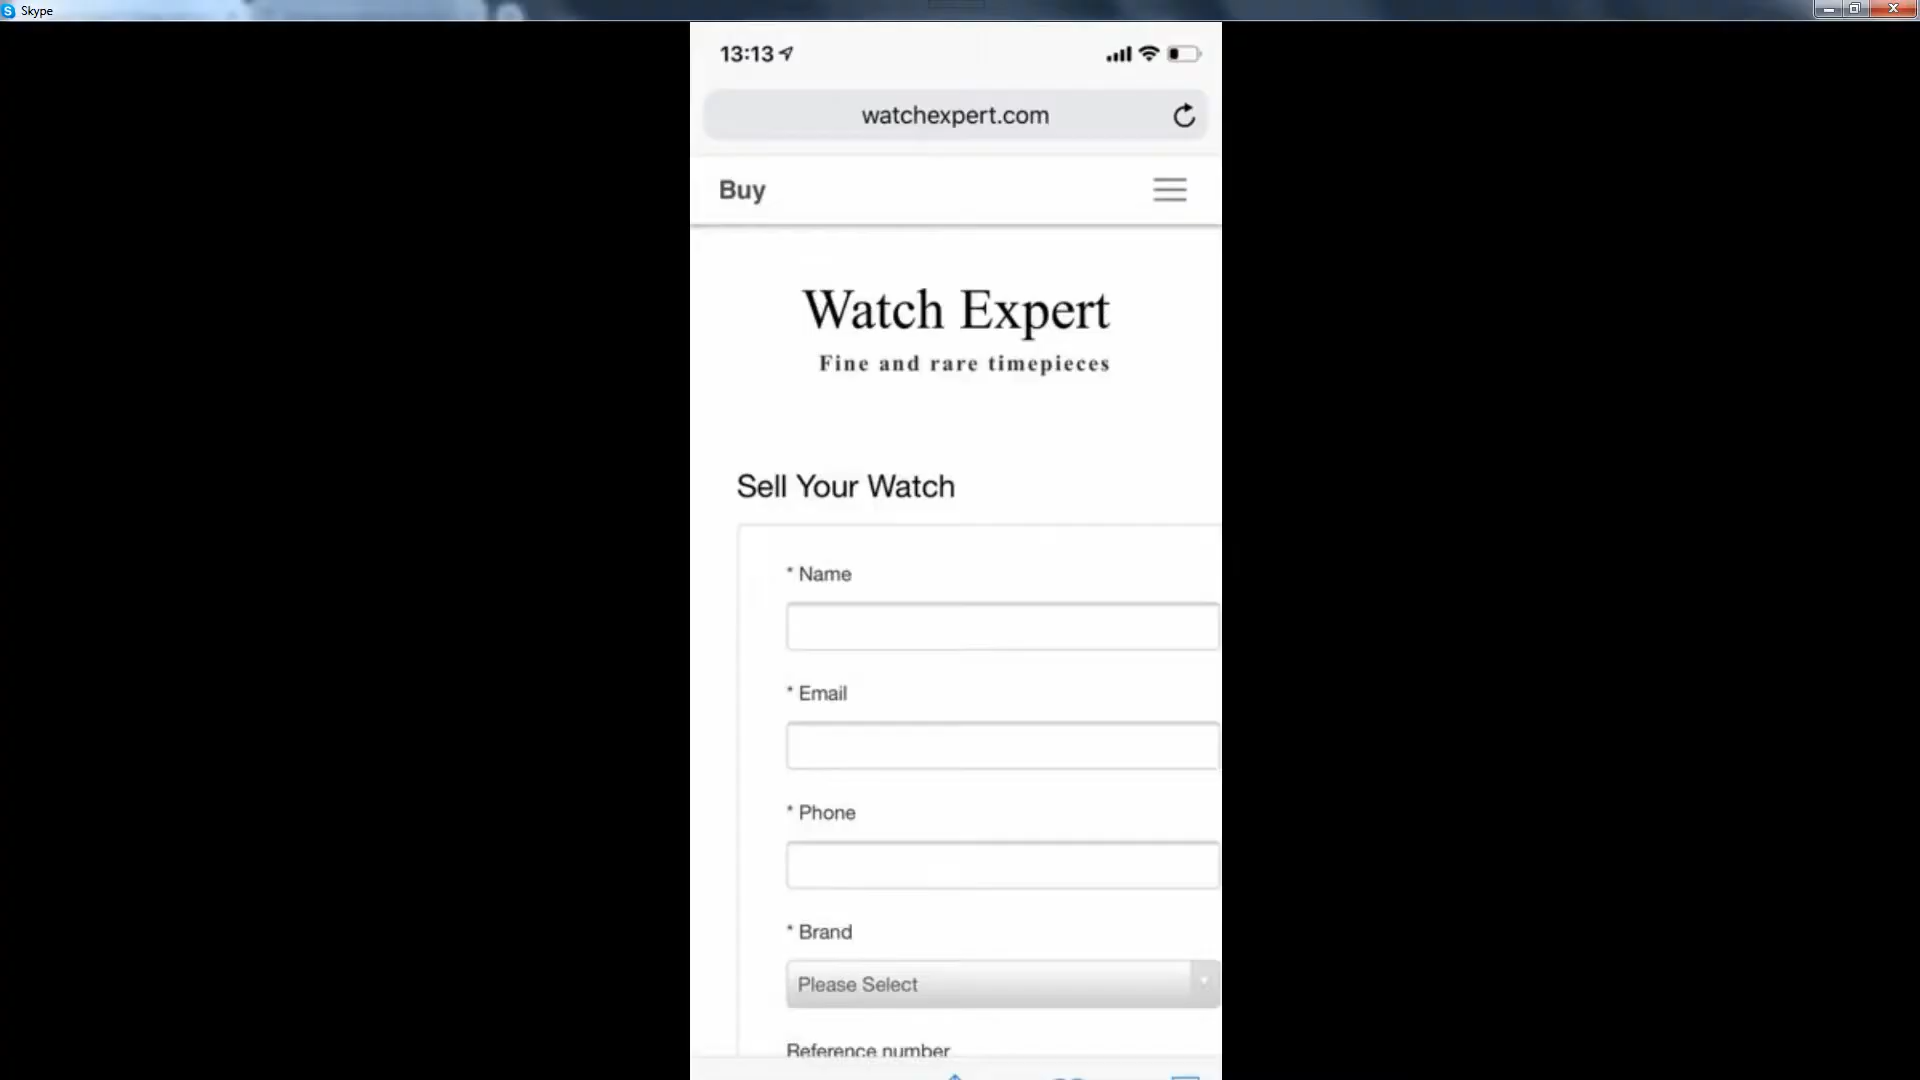 Skype
13:13
watchexpert.com
Buy
Watch Expert
Fine and rare timepieces
Sell Your Watch
* Name
* Email
* Phone
* Brand
Please Select
Reference number